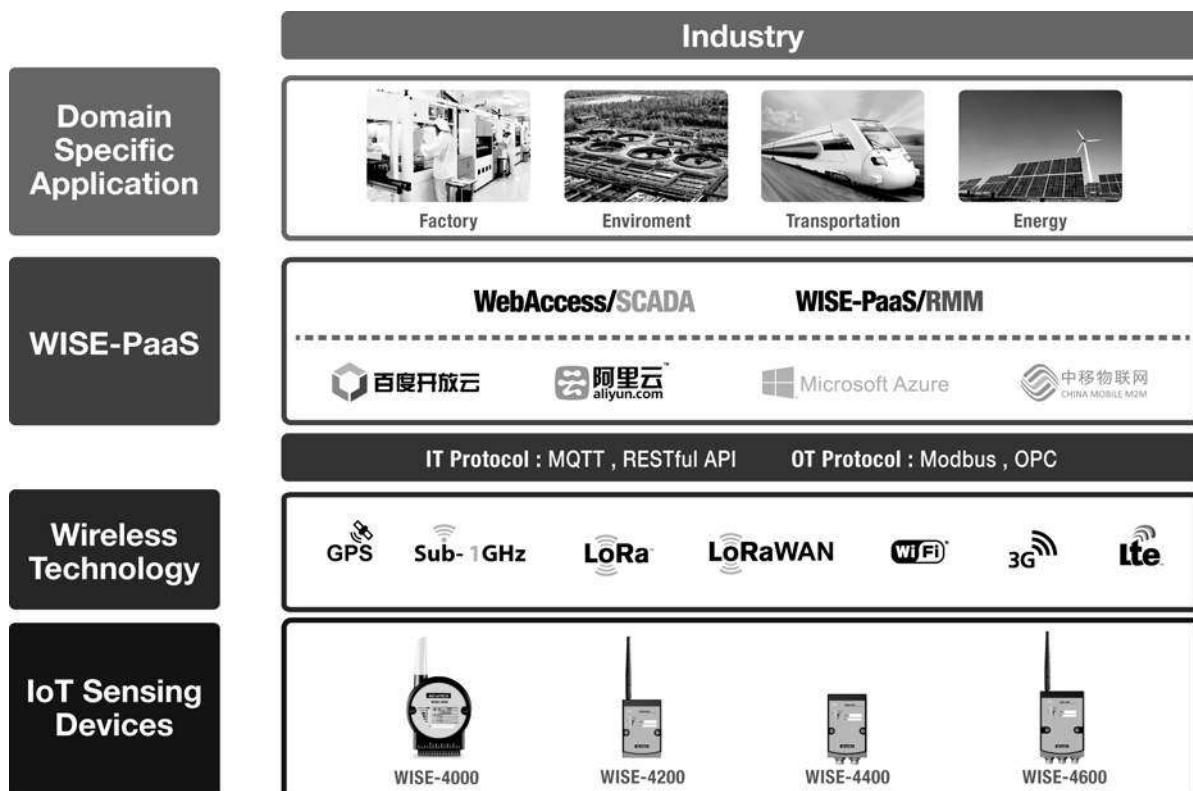 Industry
Domain
Specific
Application
Factory
Enviroment
Transportation
Energy
WISE-PaaS
WebAccess/SCADA
WISE-PaaS/RMM
百度开放云
阿里云™
aliyun.com
Microsoft Azure
中移物联网
CHINA MOBILE M2M
IT Protocol : MQTT , RESTful API
OT Protocol : Modbus , OPC
Wireless
Technology
GPS
Sub-1GHz
LoRa
LoRaWAN
WiFi
3G
Lte
IoT Sensing
Devices
WISE-4000
WISE-4200
WISE-4400
WISE-4600